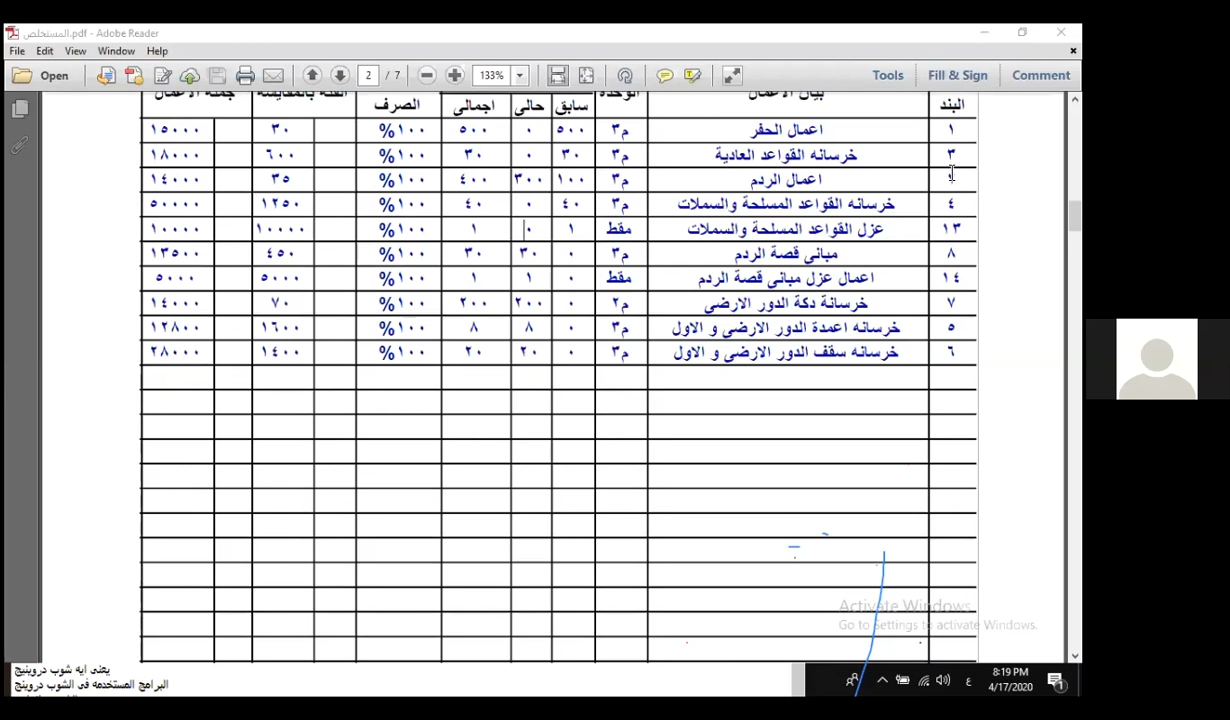 المستخلص.pdf - Adobe Reader
File Edit View Window Help
Open 2 / 7 133% Tools Fill & Sign Comment
البند بيان الاعمال الوحدة سابق حالى اجمالى الصرف الفئة بالمقايسة جملة الاعمال
١ اعمال الحفر م٣ ٥٠٠ ٠ ٥٠٠ %١٠٠ ٣٠ ١٥٠٠٠
٣ خرسانه القواعد العادية م٣ ٣٠ ٠ ٣٠ %١٠٠ ٦٠٠ ١٨٠٠٠
اعمال الردم م٣ ١٠٠ ٣٠٠ ٤٠٠ %١٠٠ ٣٥ ١٤٠٠٠
٤ خرسانه القواعد المسلحة والسملات م٣ ٤٠ ٠ ٤٠ %١٠٠ ١٢٥٠ ٥٠٠٠٠
١٣ عزل القواعد المسلحة والسملات مقط ١ ٠ ١ %١٠٠ ١٠٠٠٠ ١٠٠٠٠
٨ مبانى قصة الردم م٣ ٠ ٣٠ ٣٠ %١٠٠ ٤٥٠ ١٣٥٠٠
١٤ اعمال عزل مبانى قصة الردم مقط ٠ ١ ١ %١٠٠ ٥٠٠٠ ٥٠٠٠
٧ خرسانة دكة الدور الارضى م٢ ٠ ٢٠٠ ٢٠٠ %١٠٠ ٧٠ ١٤٠٠٠
٥ خرسانه اعمدة الدور الارضى و الاول م٣ ٠ ٨ ٨ %١٠٠ ١٦٠٠ ١٢٨٠٠
٦ خرسانه سقف الدور الارضى و الاول م٣ ٠ ٢٠ ٢٠ %١٠٠ ١٤٠٠ ٢٨٠٠٠
Activate Windows
Go to Settings to activate Windows.
يعنى ايه شوب دروينيج
البرامج المستخدمه فى الشوب دروينج
ع 8:19 PM
4/17/2020 1